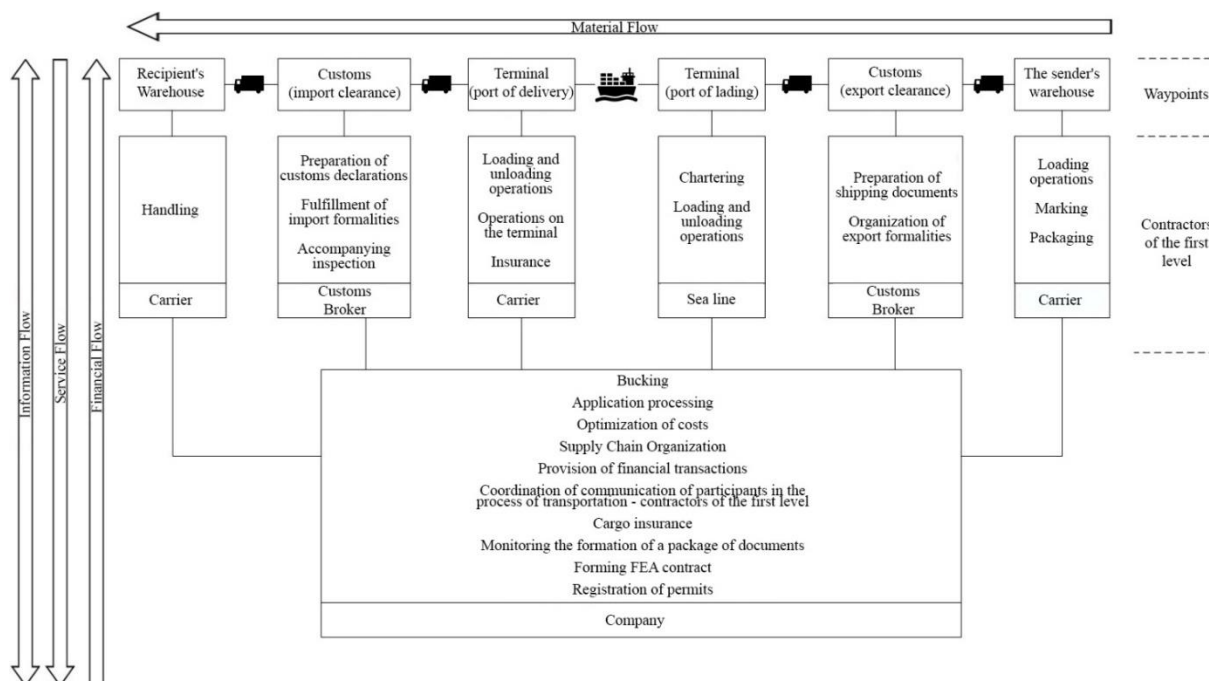 Material Flow
Recipient's
Warehouse
Customs
(import clearance)
Terminal
(port of delivery)
Terminal
(port of lading)
Customs
(export clearance)
The sender's
warehouse
Waypoints
Handling
Preparation of
customs declarations
Fulfillment of
import formalities
Accompanying
inspection
Loading and
unloading
operations
Operations on
the terminal
Insurance
Chartering
Loading and
unloading
operations
Preparation of
shipping documents
Organization of
export formalities
Loading
operations
Marking
Packaging
Contractors
of the first
level
Carrier
Customs
Broker
Carrier
Sea line
Customs
Broker
Carrier
Information Flow
Service Flow
Financial Flow
Bucking
Application processing
Optimization of costs
Supply Chain Organization
Provision of financial transactions
Coordination of communication of participants in the
process of transportation - contractors of the first level
Cargo insurance
Monitoring the formation of a package of documents
Forming FEA contract
Registration of permits
Company